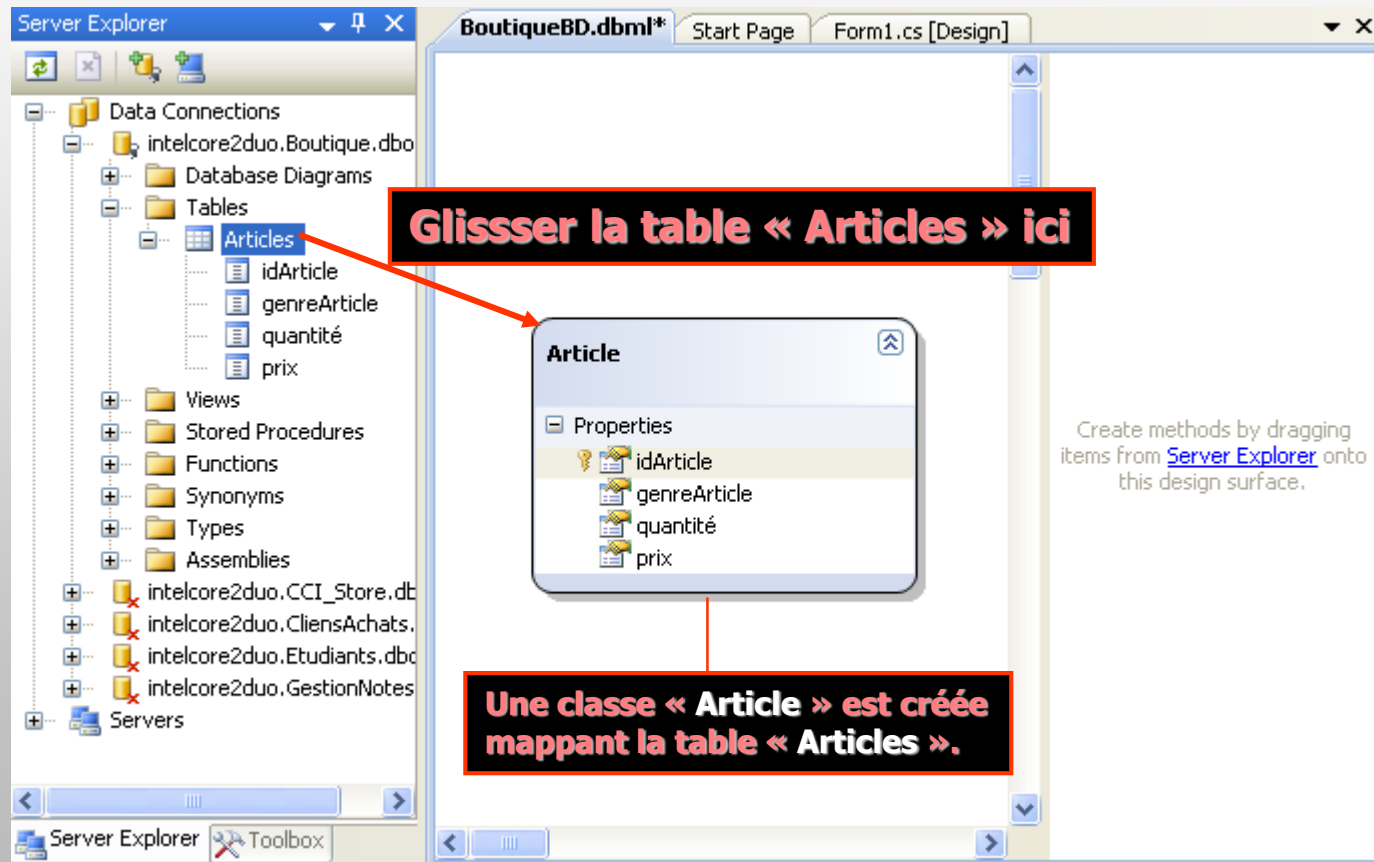 Server Explorer
Data Connections
intelcore2duo.Boutique.dbo
Database Diagrams
Tables
Articles
idArticle
genreArticle
quantité
prix
Views
Stored Procedures
Functions
Synonyms
Types
Assemblies
intelcore2duo.CCI_Store.db
intelcore2duo.CliensAchats.
intelcore2duo.Etudiants.dbo
intelcore2duo.GestionNotes
Servers
Server Explorer
Toolbox
BoutiqueBD.dbml*
Start Page
Form1.cs [Design]
Glissser la table « Articles » ici
Article
Properties
idArticle
genreArticle
quantité
prix
Une classe « Article » est créée
mappant la table « Articles ».
Create methods by dragging
items from Server Explorer onto
this design surface.